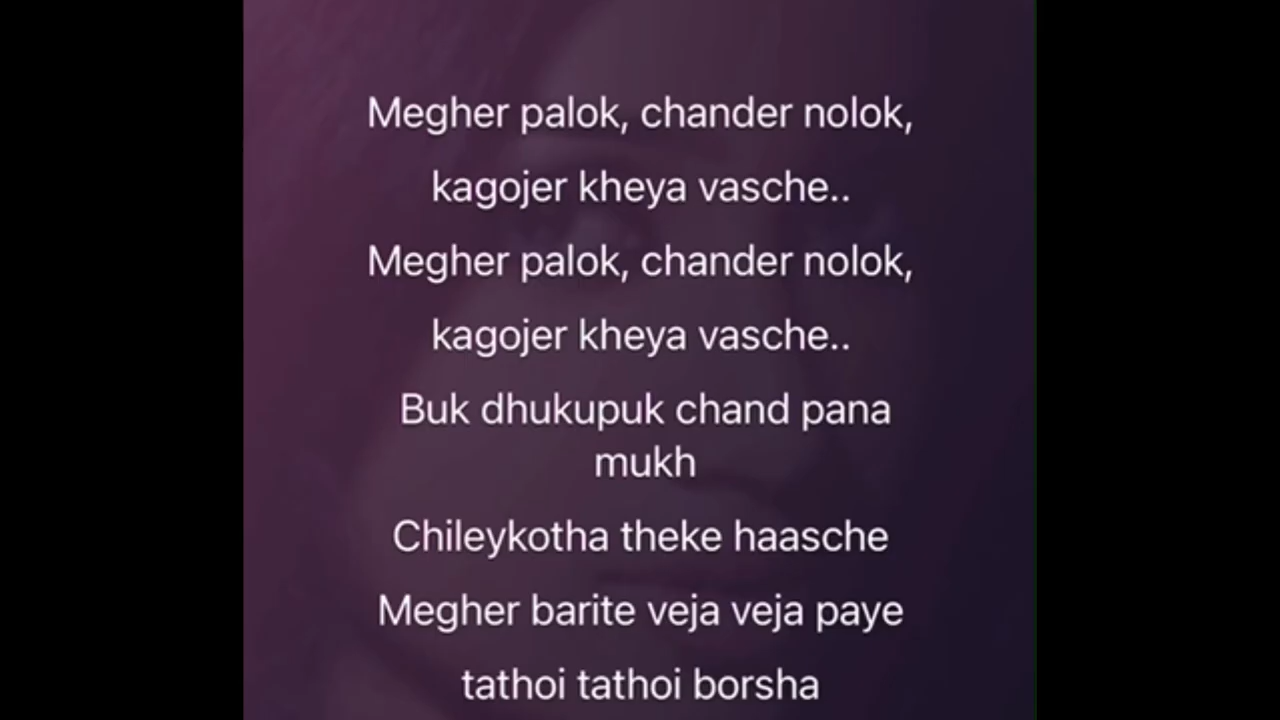 Megher palok, chander nolok,
kagojer kheya vasche..
Megher palok, chander nolok,
kagojer kheya vasche..
Buk dhukupuk chand pana
mukh
Chileykotha theke haasche
Megher barite veja veja paye
tathoi tathoi borsha